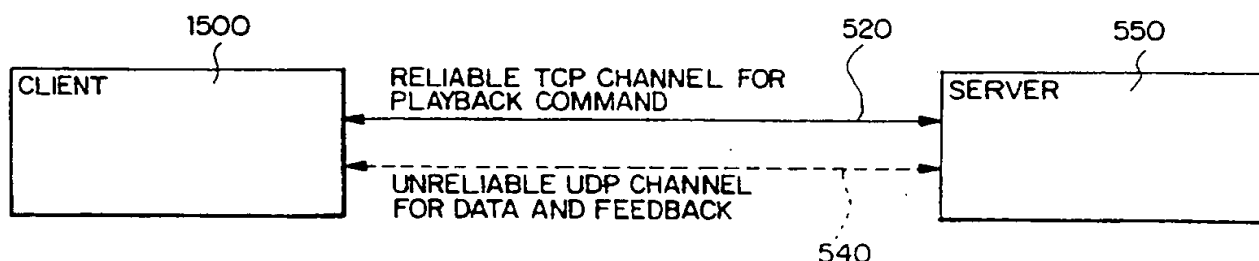 1500
520
550
CLIENT
RELIABLE TCP CHANNEL FOR
PLAYBACK COMMAND
SERVER
UNRELIABLE UDP CHANNEL
FOR DATA AND FEEDBACK
540